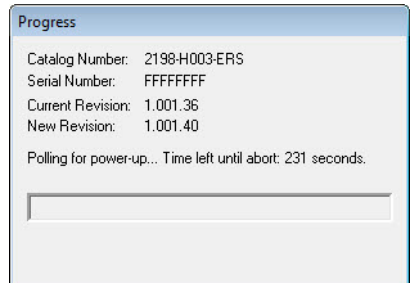 Progress
Catalog Number: 2198-H003-ERS
Serial Number: FFFFFFFF
Current Revision: 1.001.36
New Revision: 1.001.40
Polling for power-up... Time left until abort: 231 seconds.